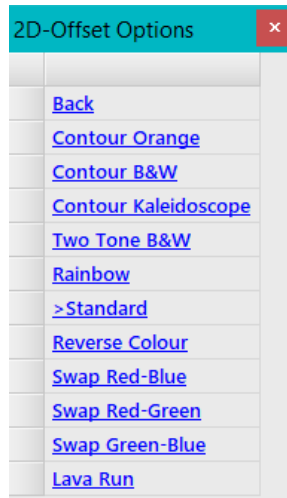 2D-Offset Options
Back
Contour Orange
Contour B&W
Contour Kaleidoscope
Two Tone B&W
Rainbow
>Standard
Reverse Colour
Swap Red-Blue
Swap Red-Green
Swap Green-Blue
Lava Run